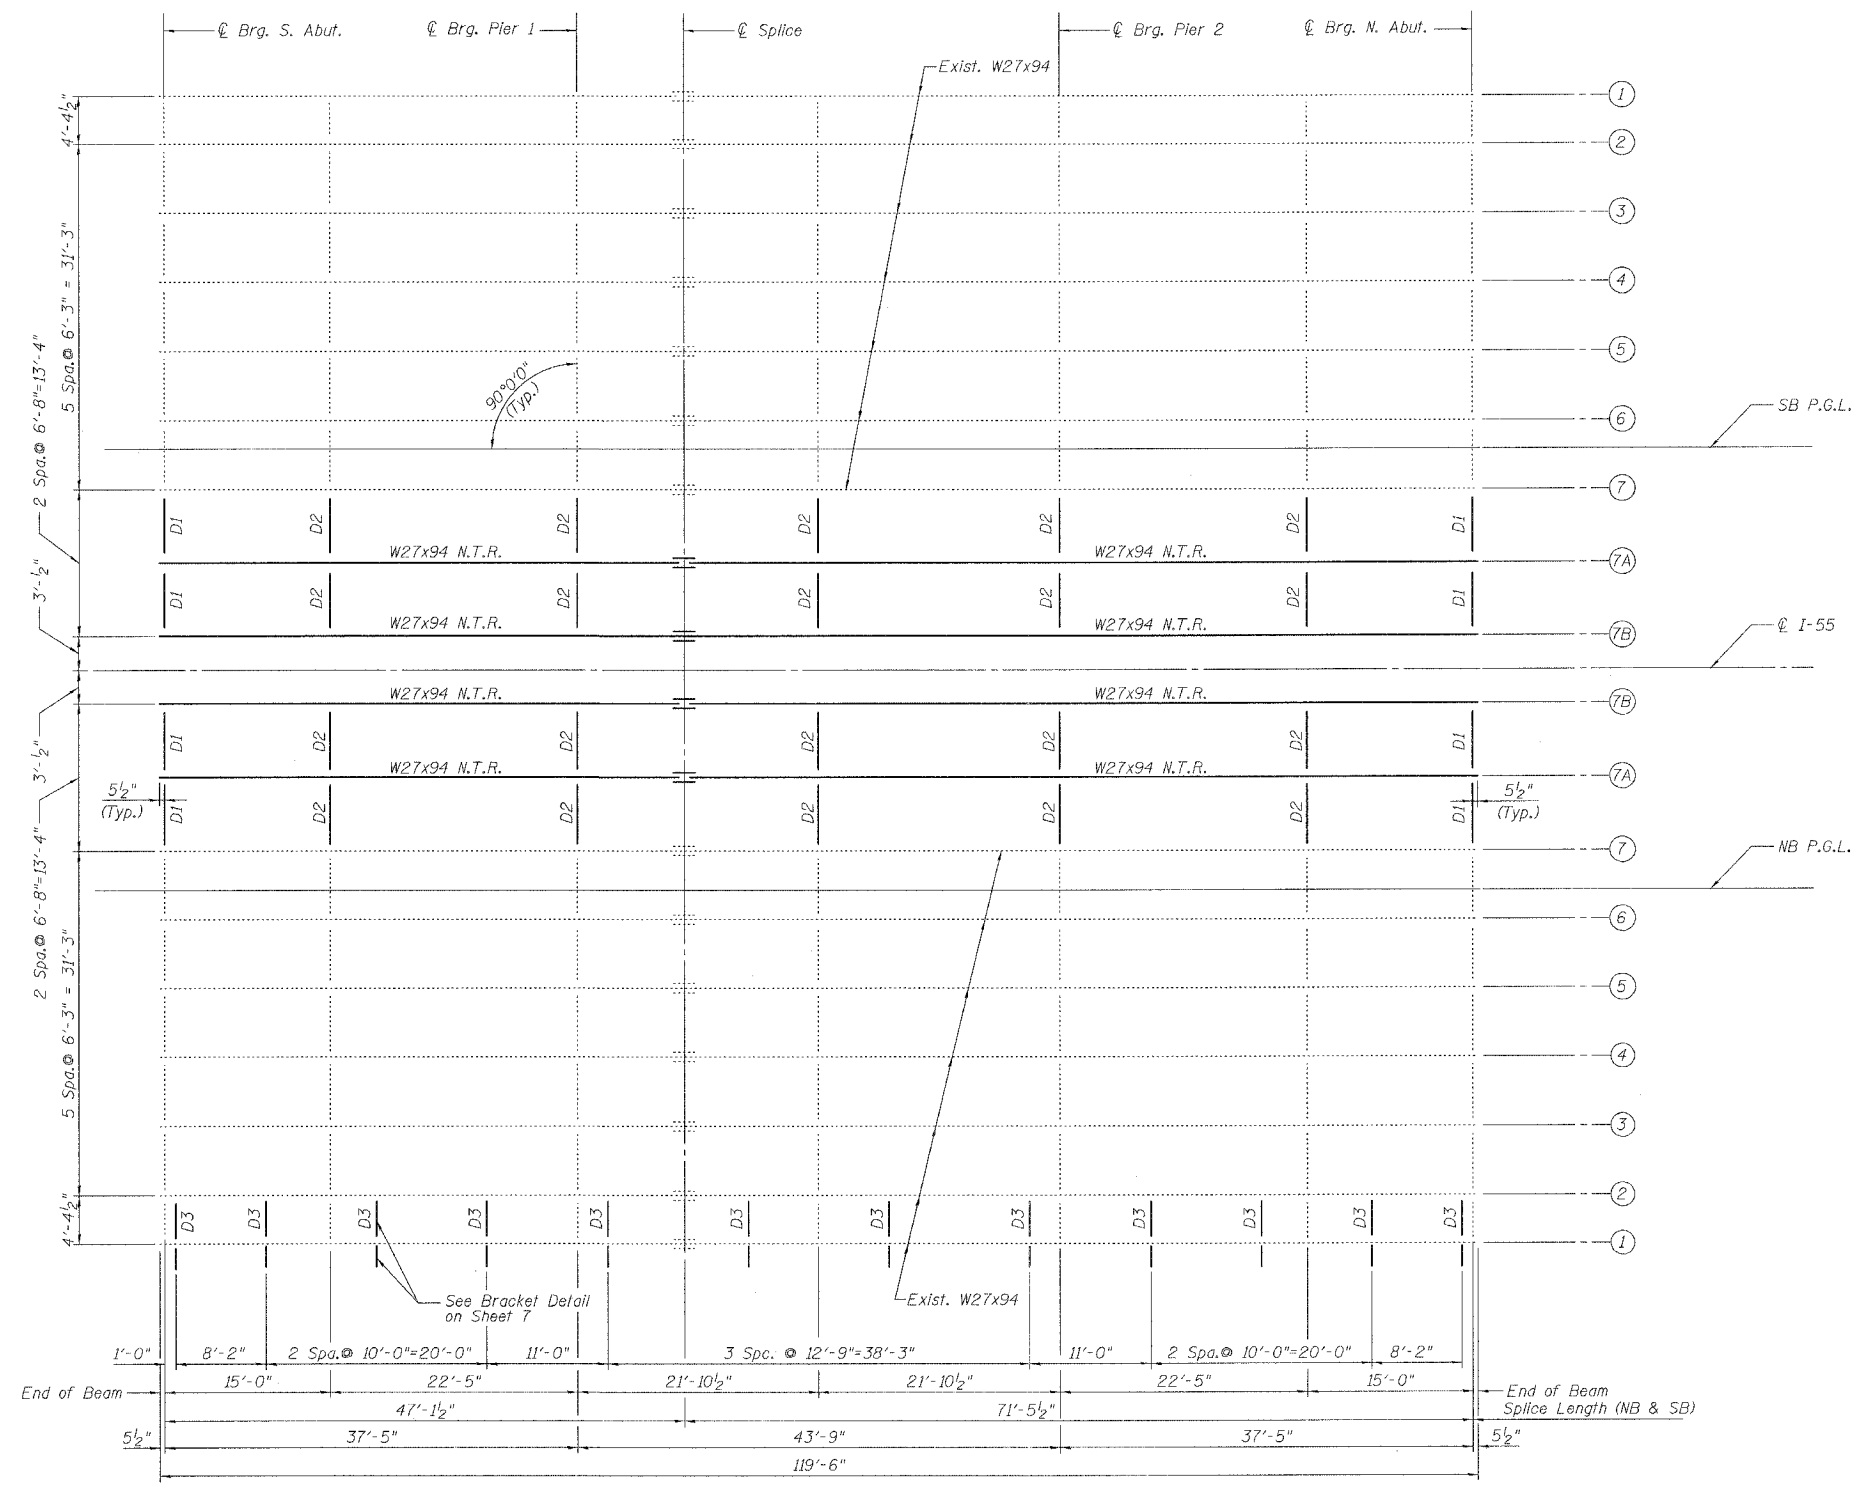 ℄ Brg. S. Abut.
℄ Brg. Pier 1
℄ Splice
℄ Brg. Pier 2
℄ Brg. N. Abut.
Exist. W27x94
1
2
3
4
5
6
7
7A
7B
7B
7A
7
6
5
4
3
2
1
4'-4½"
5 Spa.@ 6'-3" = 31'-3"
2 Spa.@ 6'-8"=13'-4"
3'-½"
3'-½"
2 Spa.@ 6'-8"=13'-4"
5 Spa.@ 6'-3" = 31'-3"
4'-4½"
90°0'0"
(Typ.)
SB P.G.L.
D1 D2 D2 D2 D2 D2 D1
W27x94 N.T.R. W27x94 N.T.R.
D1 D2 D2 D2 D2 D2 D1
W27x94 N.T.R. W27x94 N.T.R.
℄ I-55
W27x94 N.T.R. W27x94 N.T.R.
D1 D2 D2 D2 D2 D2 D1
W27x94 N.T.R. W27x94 N.T.R.
5½"
(Typ.)
5½"
(Typ.)
D1 D2 D2 D2 D2 D2 D1
NB P.G.L.
D3 D3 D3 D3 D3 D3 D3 D3 D3 D3 D3 D3
See Bracket Detail
on Sheet 7
Exist. W27x94
1'-0" 8'-2" 2 Spa.@ 10'-0"=20'-0" 11'-0" 3 Spc. @ 12'-9"=38'-3" 11'-0" 2 Spa.@ 10'-0"=20'-0" 8'-2"
End of Beam 15'-0" 22'-5" 21'-10½" 21'-10½" 22'-5" 15'-0" End of Beam
47'-1½" 71'-5½" Splice Length (NB & SB)
5½" 37'-5" 43'-9" 37'-5" 5½"
119'-6"